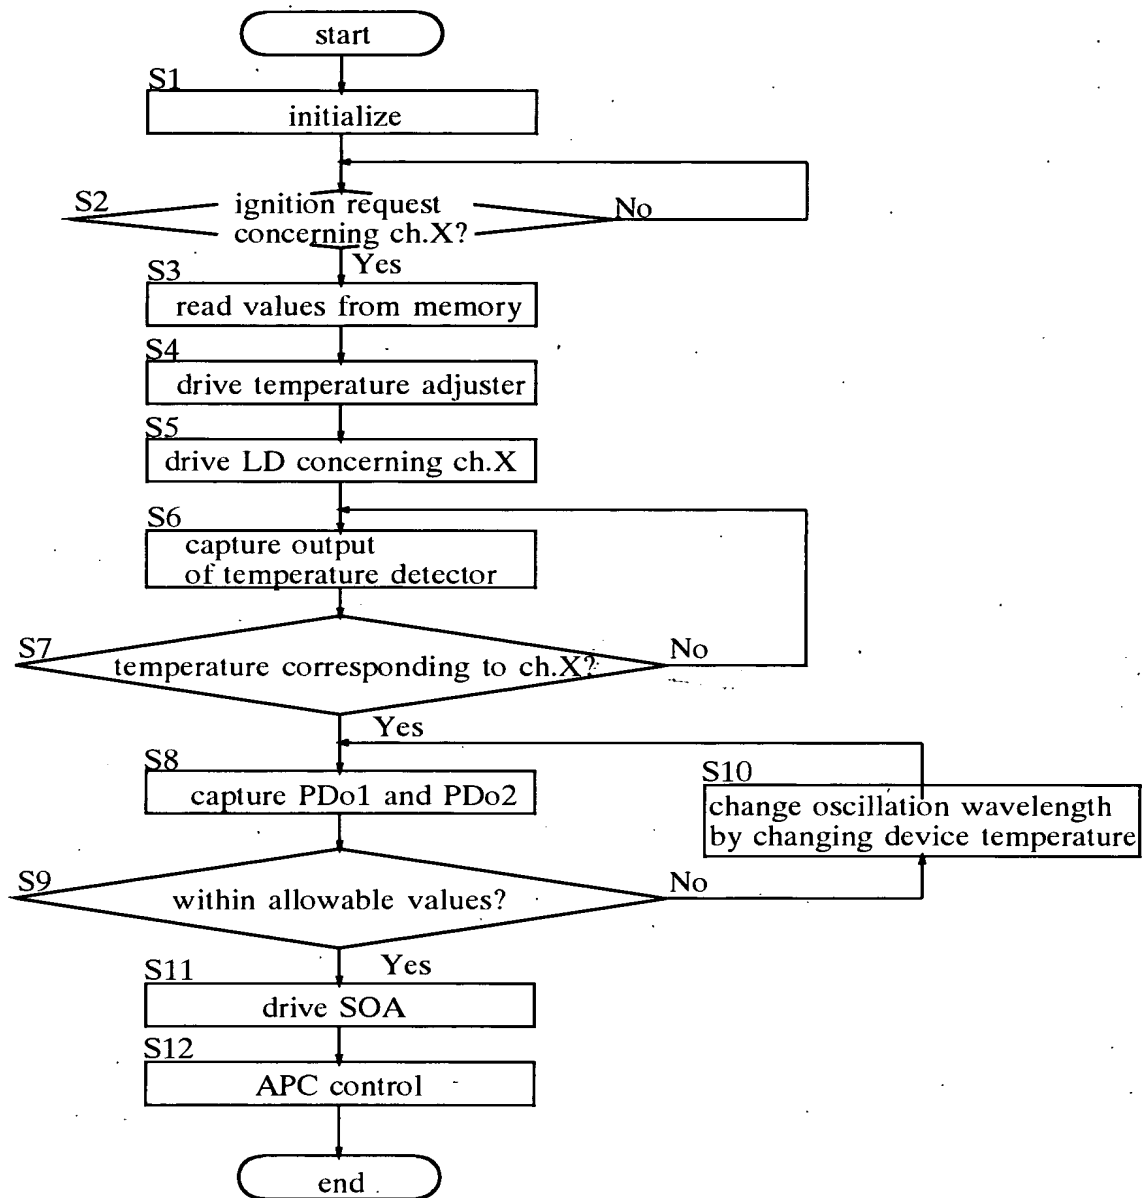 start
S1
initialize
S2
ignition request
concerning ch.X?
No
Yes
S3
read values from memory
S4
drive temperature adjuster
S5
drive LD concerning ch.X
S6
capture output
of temperature detector
S7
temperature corresponding to ch.X?
No
Yes
S8
capture PDo1 and PDo2
S10
change oscillation wavelength
by changing device temperature
S9
within allowable values?
No
Yes
S11
drive SOA
S12
APC control
end